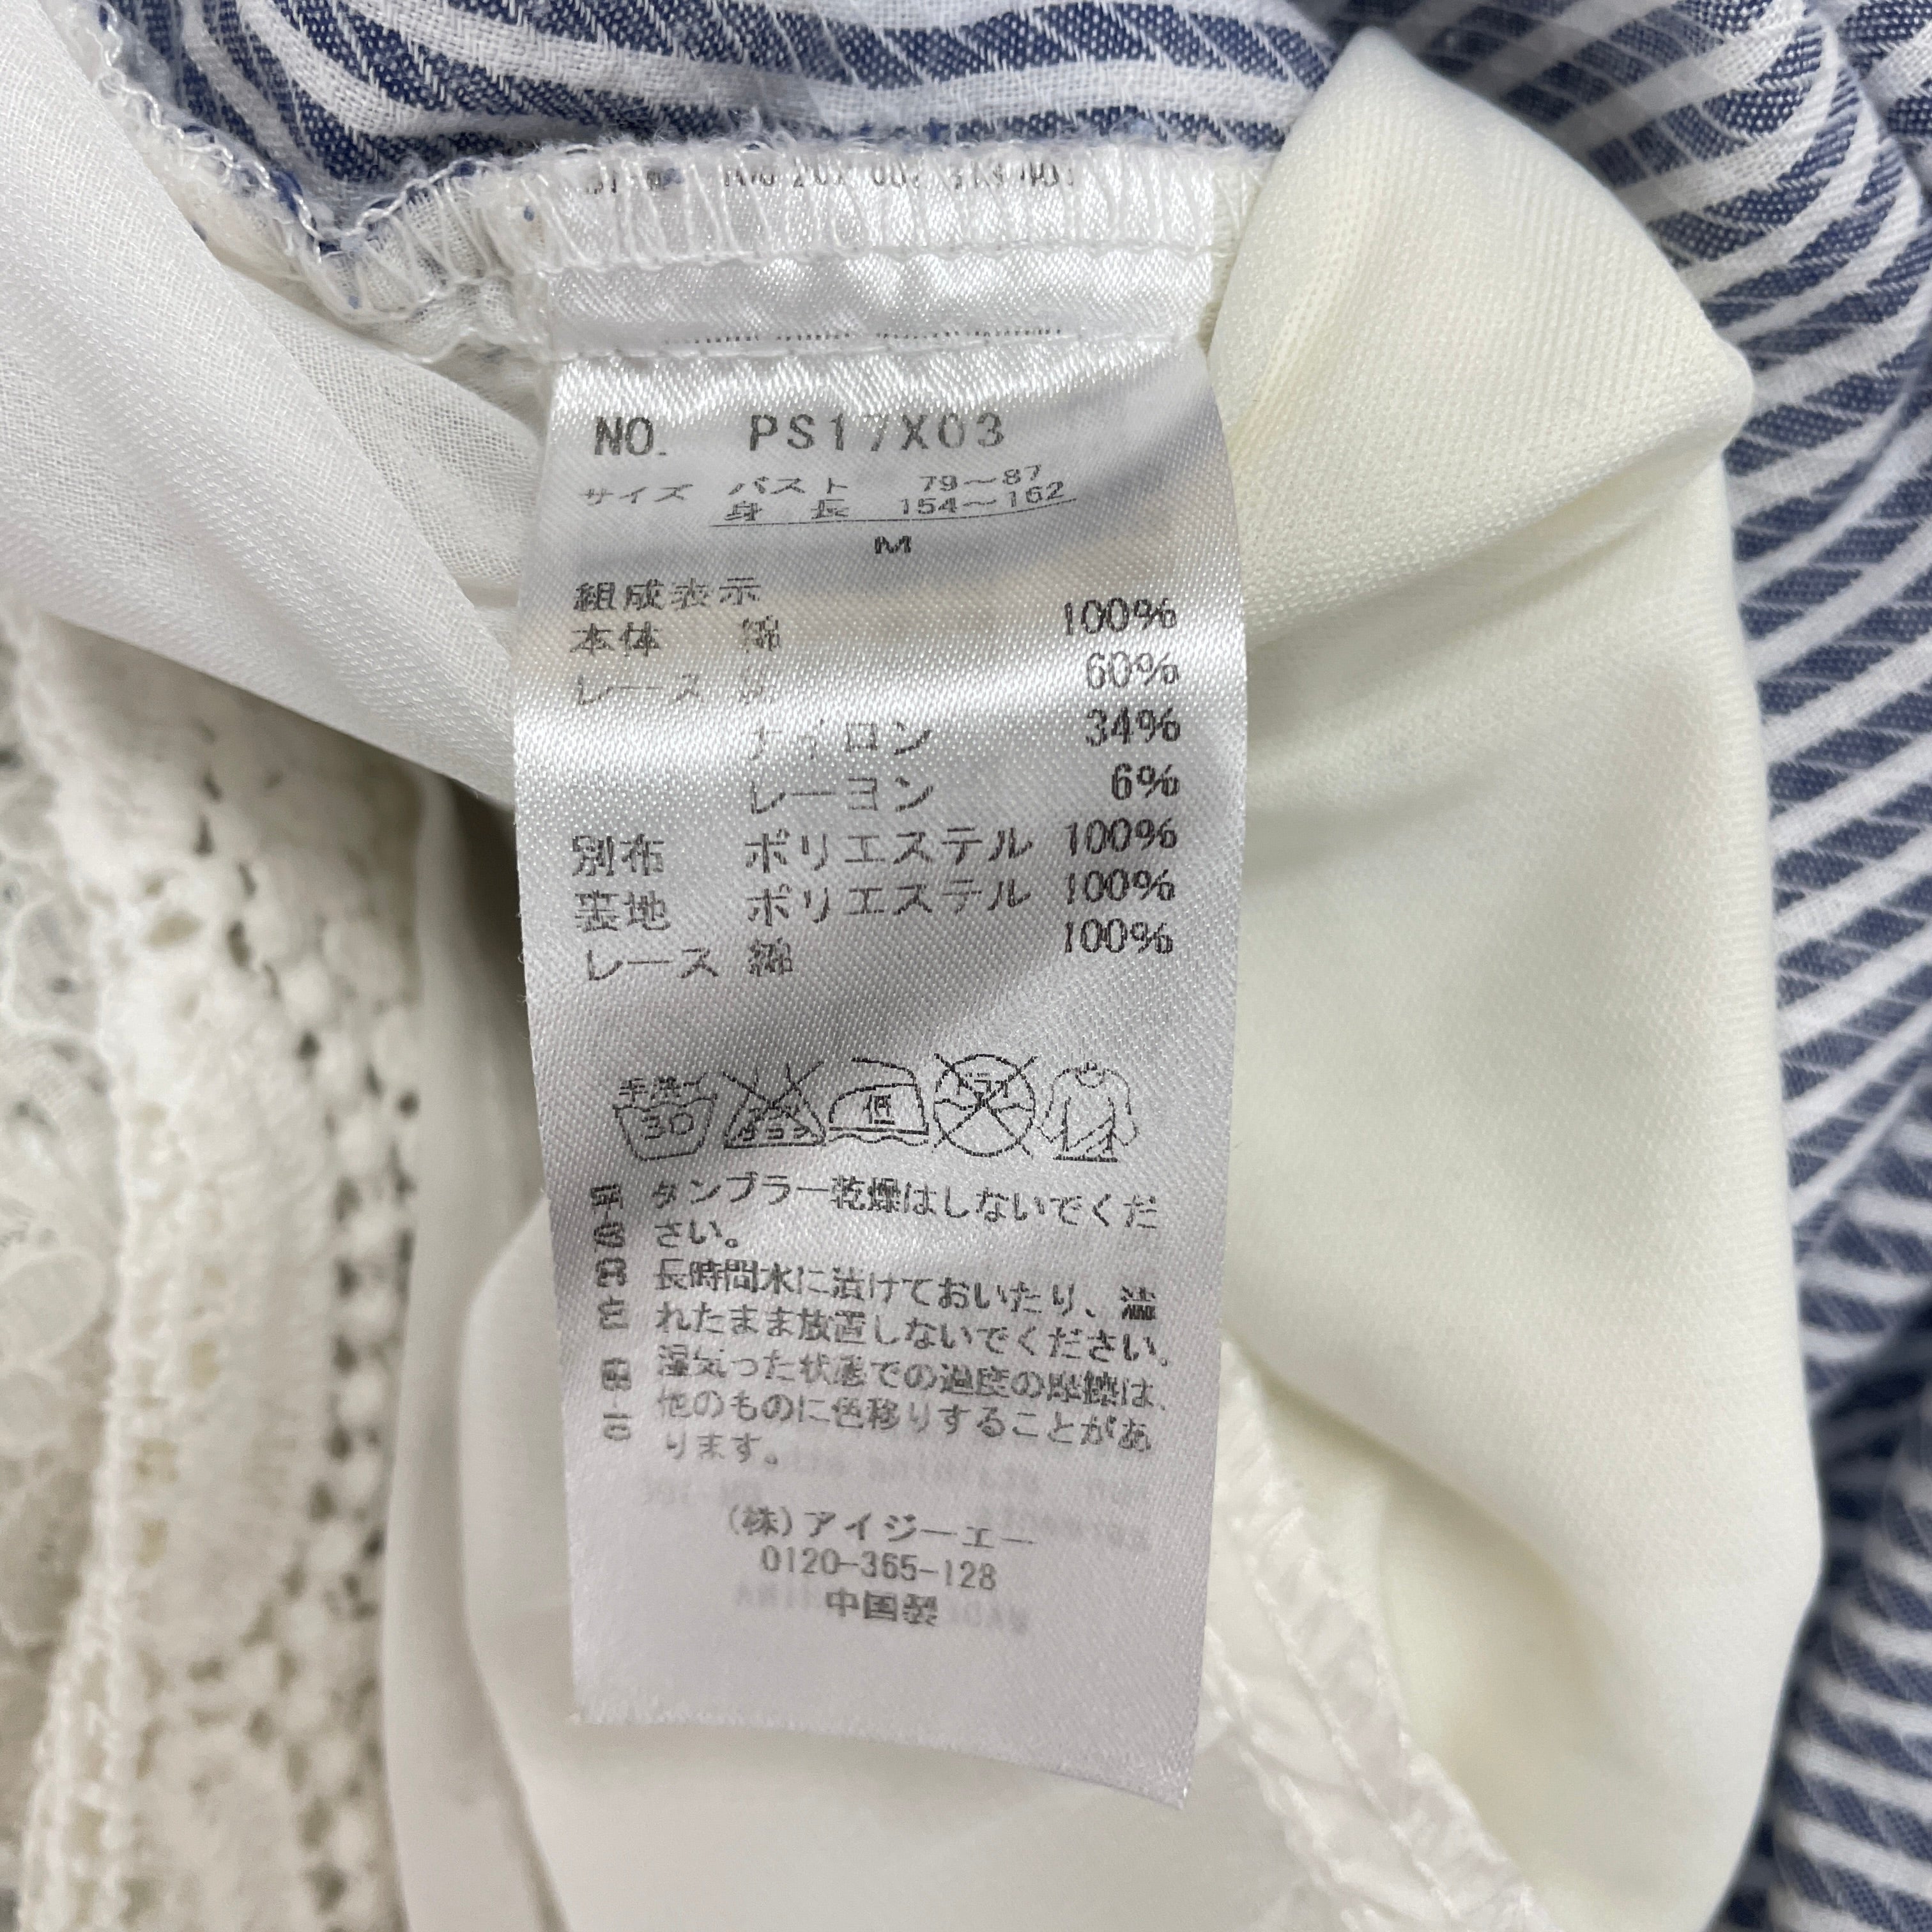 NO. PS17X03
サイズ バスト 79～87
身長 154～162
M
組成表示
本体 綿 100%
レース 60%
ナイロン 34%
レーヨン 6%
別布 ポリエステル 100%
裏地 ポリエステル 100%
レース 綿 100%
手洗イ 30 低
タンブラー乾燥はしないでくだ
さい。
長時間水に漬けておいたり、濡
れたまま放置しないでください。
湿気った状態での過度の摩擦は、
他のものに色移りすることがあ
ります。
(株)アイジーエー
0120-365-128
中国製